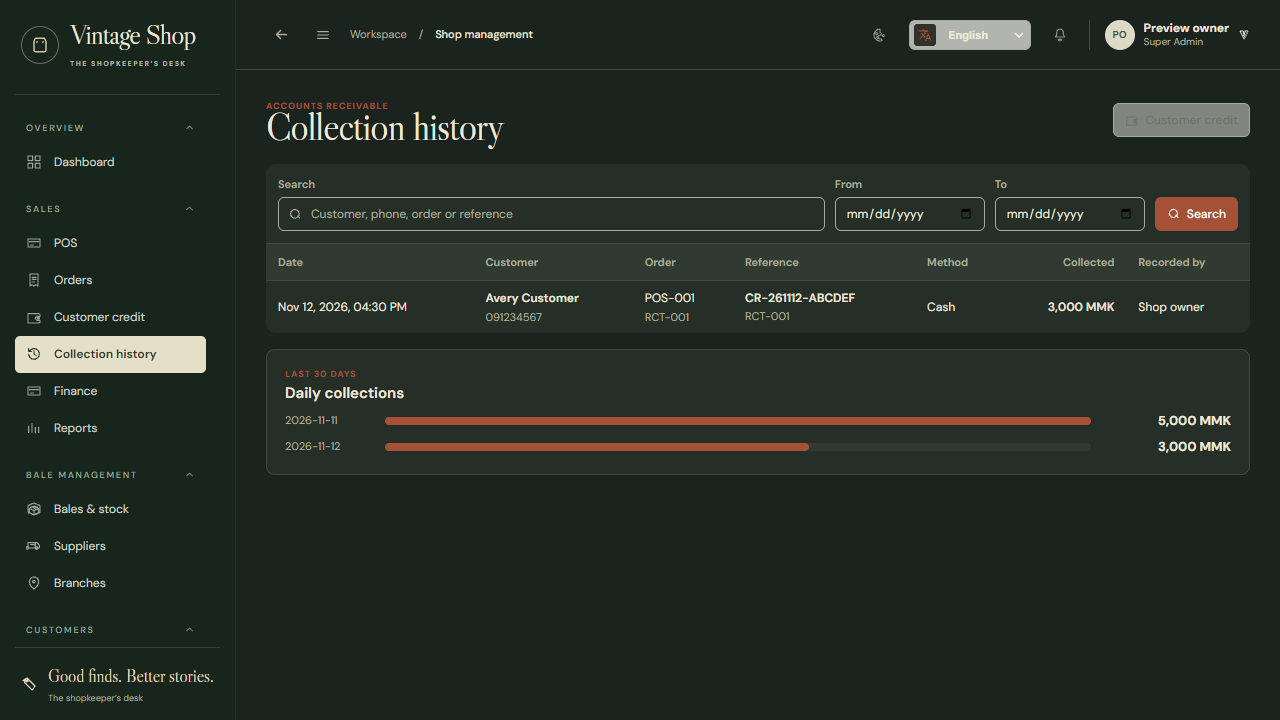 Vintage Shop
THE SHOPKEEPER'S DESK
OVERVIEW
Dashboard
SALES
POS
Orders
Customer credit
Collection history
Finance
Reports
BALE MANAGEMENT
Bales & stock
Suppliers
Branches
CUSTOMERS
Good finds. Better stories.
The shopkeeper's desk
Workspace / Shop management
English
PO
Preview owner
Super Admin
ACCOUNTS RECEIVABLE
Collection history
Customer credit
Search From To
Customer, phone, order or reference mm/dd/yyyy mm/dd/yyyy Search
Date Customer Order Reference Method Collected Recorded by
Nov 12, 2026, 04:30 PM Avery Customer POS-001 CR-261112-ABCDEF Cash 3,000 MMK Shop owner
091234567 RCT-001 RCT-001
LAST 30 DAYS
Daily collections
2026-11-11 5,000 MMK
2026-11-12 3,000 MMK